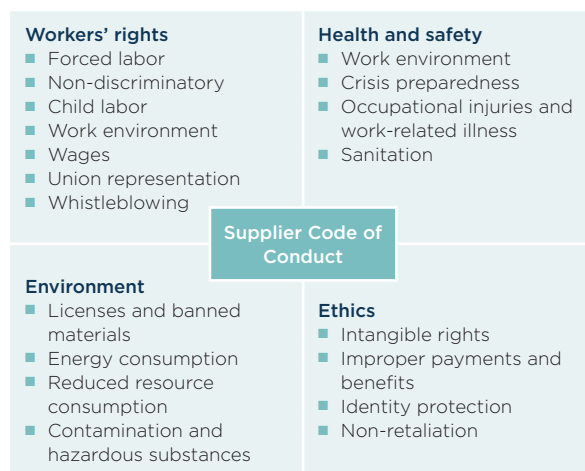 Workers’ rights
Forced labor
Non-discriminatory
Child labor
Work environment
Wages
Union representation
Whistleblowing
Health and safety
Work environment
Crisis preparedness
Occupational injuries and
work-related illness
Sanitation
Supplier Code of
Conduct
Environment
Licenses and banned
materials
Energy consumption
Reduced resource
consumption
Contamination and
hazardous substances
Ethics
Intangible rights
Improper payments and
benefits
Identity protection
Non-retaliation